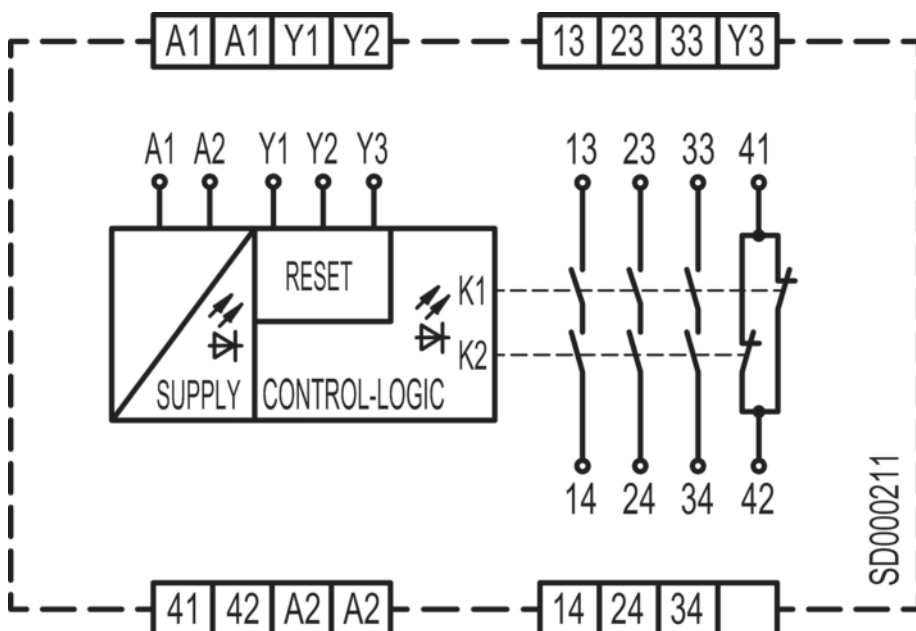 A1 A1 Y1 Y2 13 23 33 Y3
A1 A2 Y1 Y2 Y3 13 23 33 41
RESET
K1
K2
SUPPLY CONTROL-LOGIC
14 24 34 42
SD000211
41 42 A2 A2 14 24 34